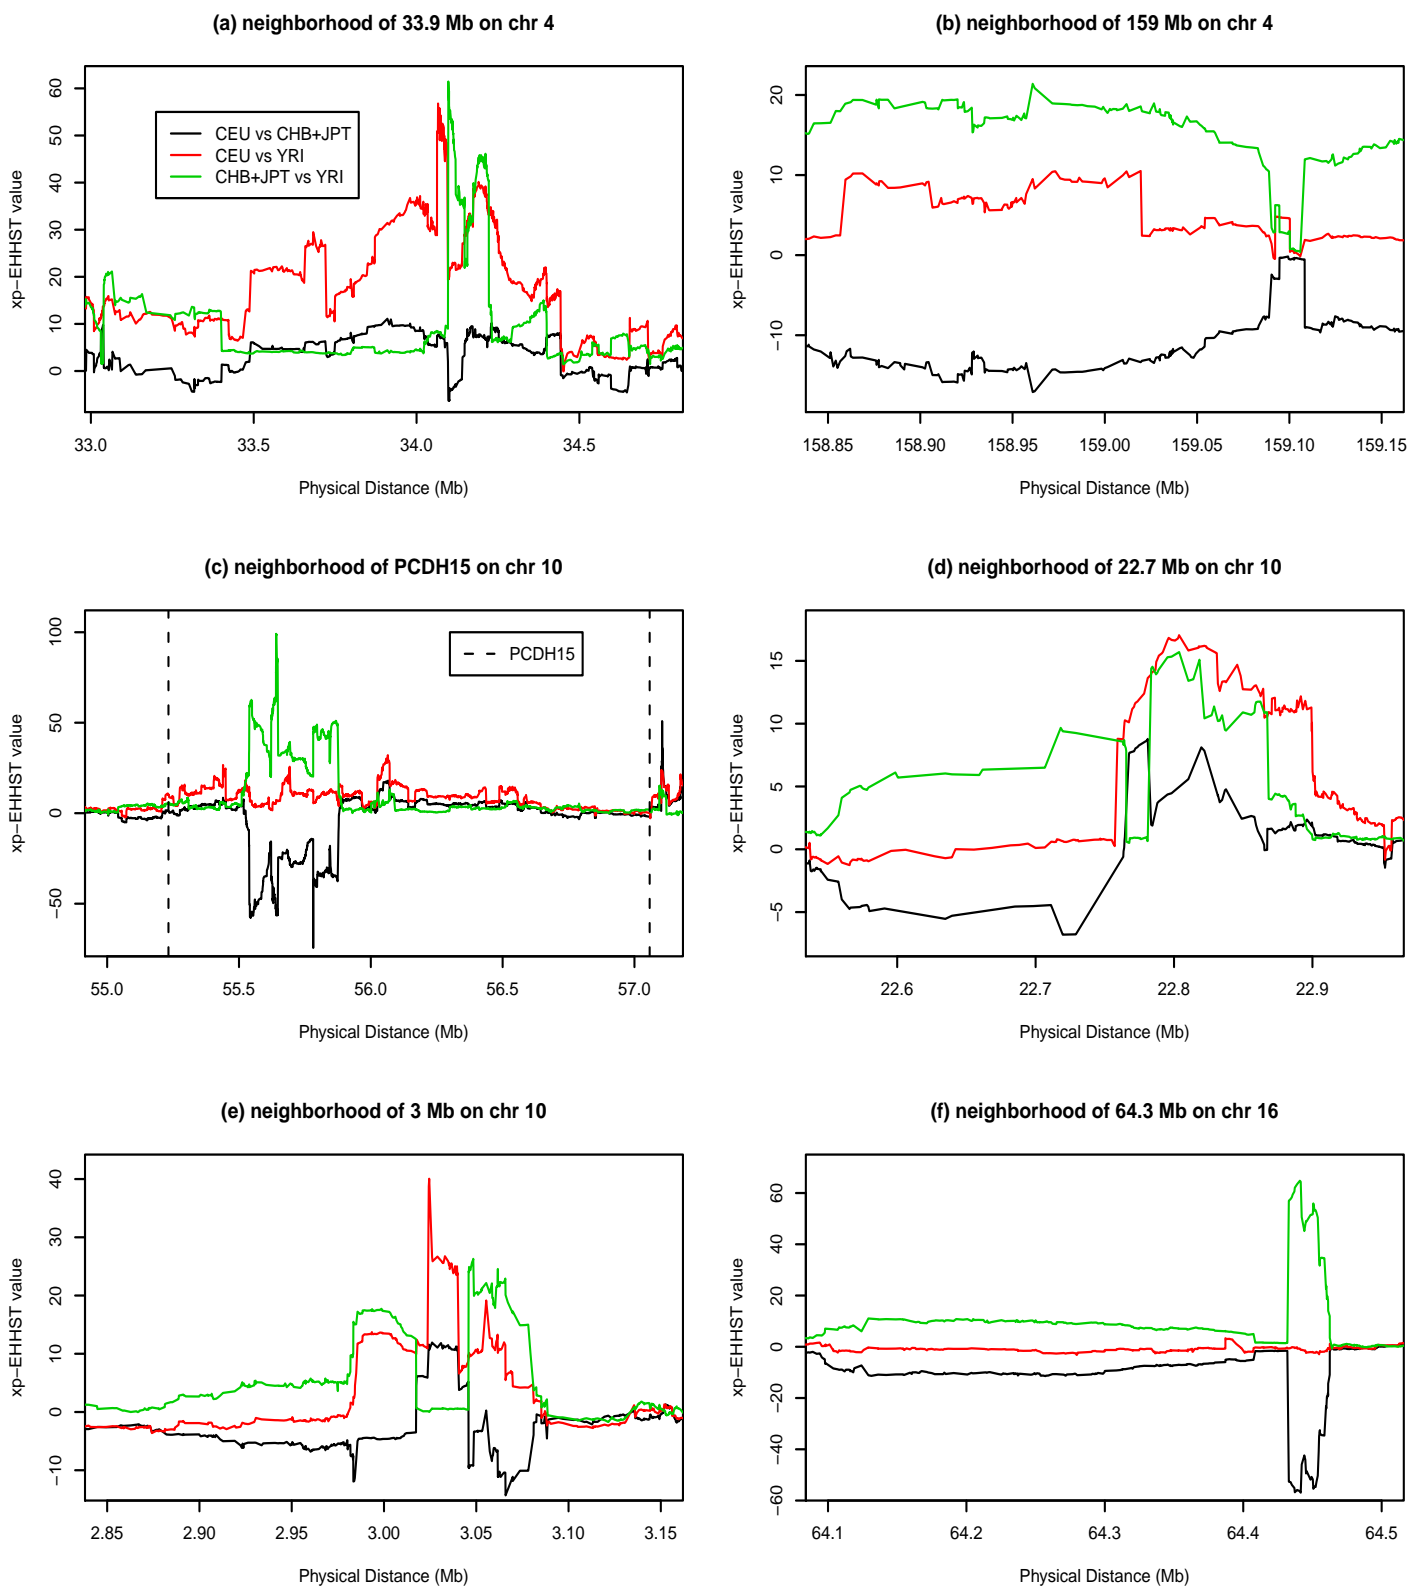 (a) neighborhood of 33.9 Mb on chr 4
xp−EHHST value
60
50
40
30
20
10
0
CEU vs CHB+JPT
CEU vs YRI
CHB+JPT vs YRI
33.0 33.5 34.0 34.5
Physical Distance (Mb)
(b) neighborhood of 159 Mb on chr 4
xp−EHHST value
20
10
0
−10
158.85 158.90 158.95 159.00 159.05 159.10 159.15
Physical Distance (Mb)
(c) neighborhood of PCDH15 on chr 10
xp−EHHST value
100
50
0
−50
PCDH15
55.0 55.5 56.0 56.5 57.0
Physical Distance (Mb)
(d) neighborhood of 22.7 Mb on chr 10
xp−EHHST value
15
10
5
0
−5
22.6 22.7 22.8 22.9
Physical Distance (Mb)
(e) neighborhood of 3 Mb on chr 10
xp−EHHST value
40
30
20
10
0
−10
2.85 2.90 2.95 3.00 3.05 3.10 3.15
Physical Distance (Mb)
(f) neighborhood of 64.3 Mb on chr 16
xp−EHHST value
60
40
20
0
−20
−40
−60
64.1 64.2 64.3 64.4 64.5
Physical Distance (Mb)